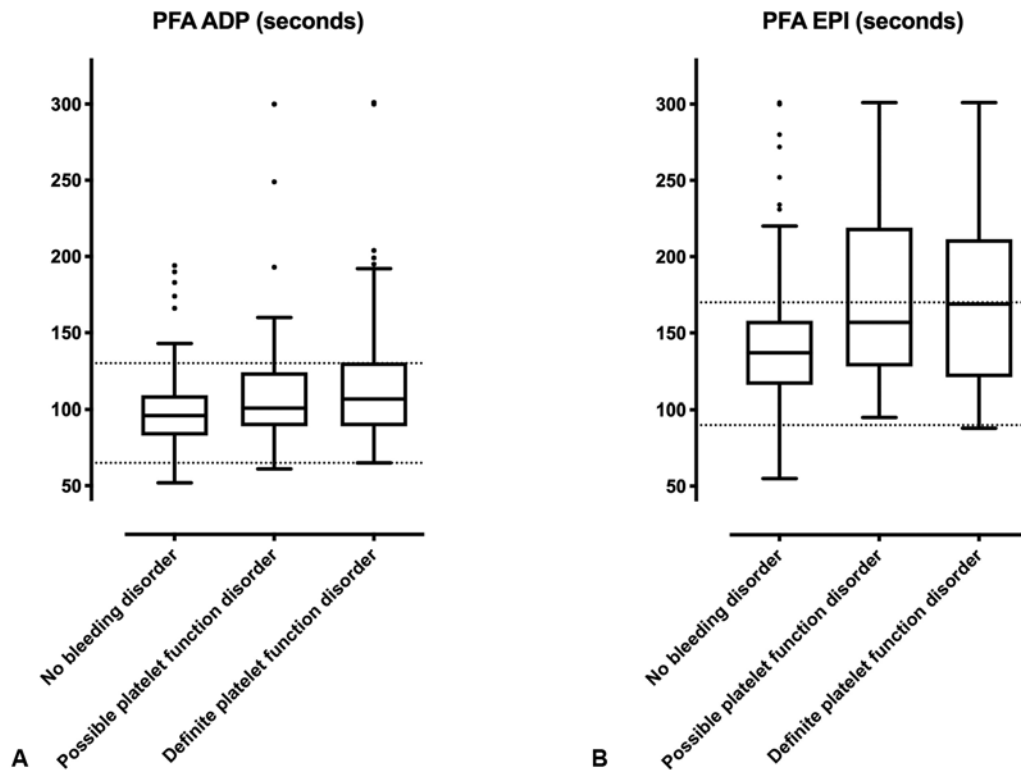 PFA ADP (seconds)
300
250
200
150
100
50
No bleeding disorder
Possible platelet function disorder
Definite platelet function disorder
A
PFA EPI (seconds)
300
250
200
150
100
50
No bleeding disorder
Possible platelet function disorder
Definite platelet function disorder
B